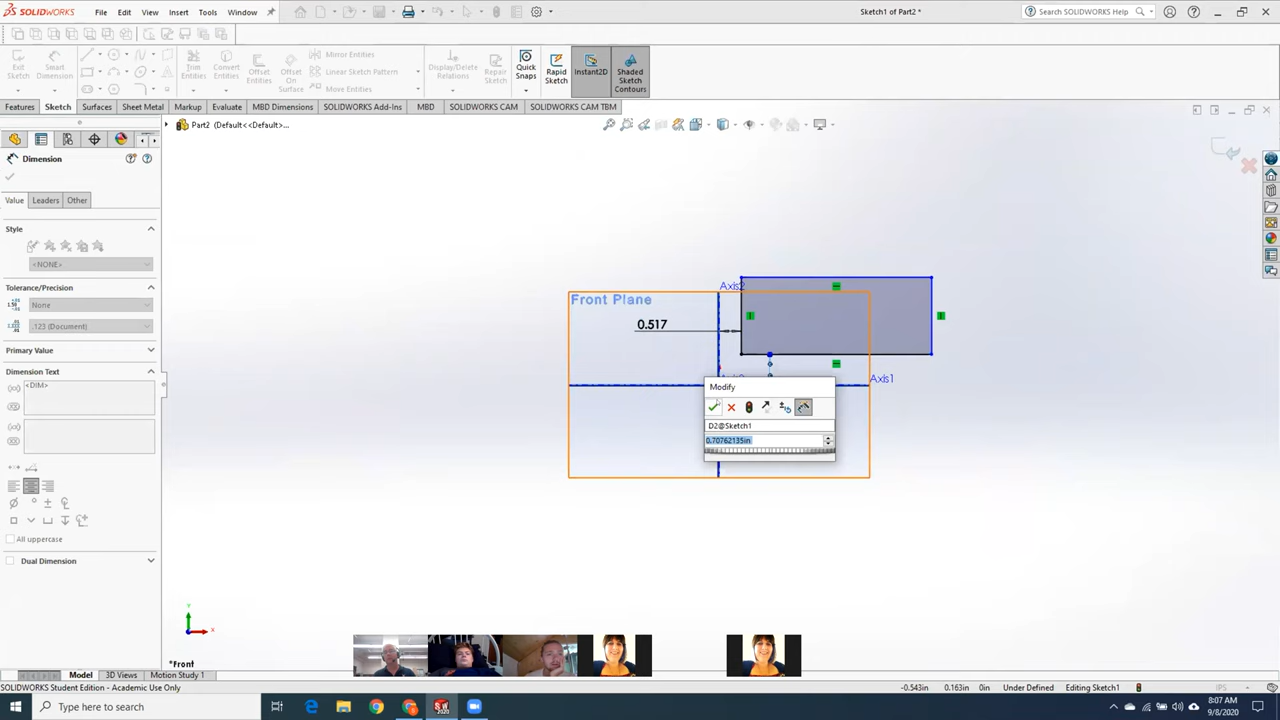 SOLIDWORKS
File Edit View Insert Tools Window
Sketch1 of Part2 *
Search SOLIDWORKS Help
Exit Sketch
Smart Dimension
Trim Entities
Convert Entities
Offset Entities
Offset On Surface
Mirror Entities
Linear Sketch Pattern
Move Entities
Display/Delete Relations
Repair Sketch
Quick Snaps
Rapid Sketch
Instant2D
Shaded Sketch Contours
Features Sketch Surfaces Sheet Metal Markup Evaluate MBD Dimensions SOLIDWORKS Add-Ins MBD SOLIDWORKS CAM SOLIDWORKS CAM TBM
Part2 (Default<<Default>...
Dimension
Value Leaders Other
Style
<NONE>
Tolerance/Precision
None
.123 (Document)
Primary Value
Dimension Text
<DIM>
All uppercase
Dual Dimension
Axis2
Front Plane
0.517
Axis1
Modify
D2@Sketch1
0.70762135in
Y
X
*Front
Model 3D Views Motion Study 1
SOLIDWORKS Student Edition - Academic Use Only
-0.543in 0.163in 0in Under Defined Editing Sketch1 IPS
Type here to search
8:07 AM
9/8/2020